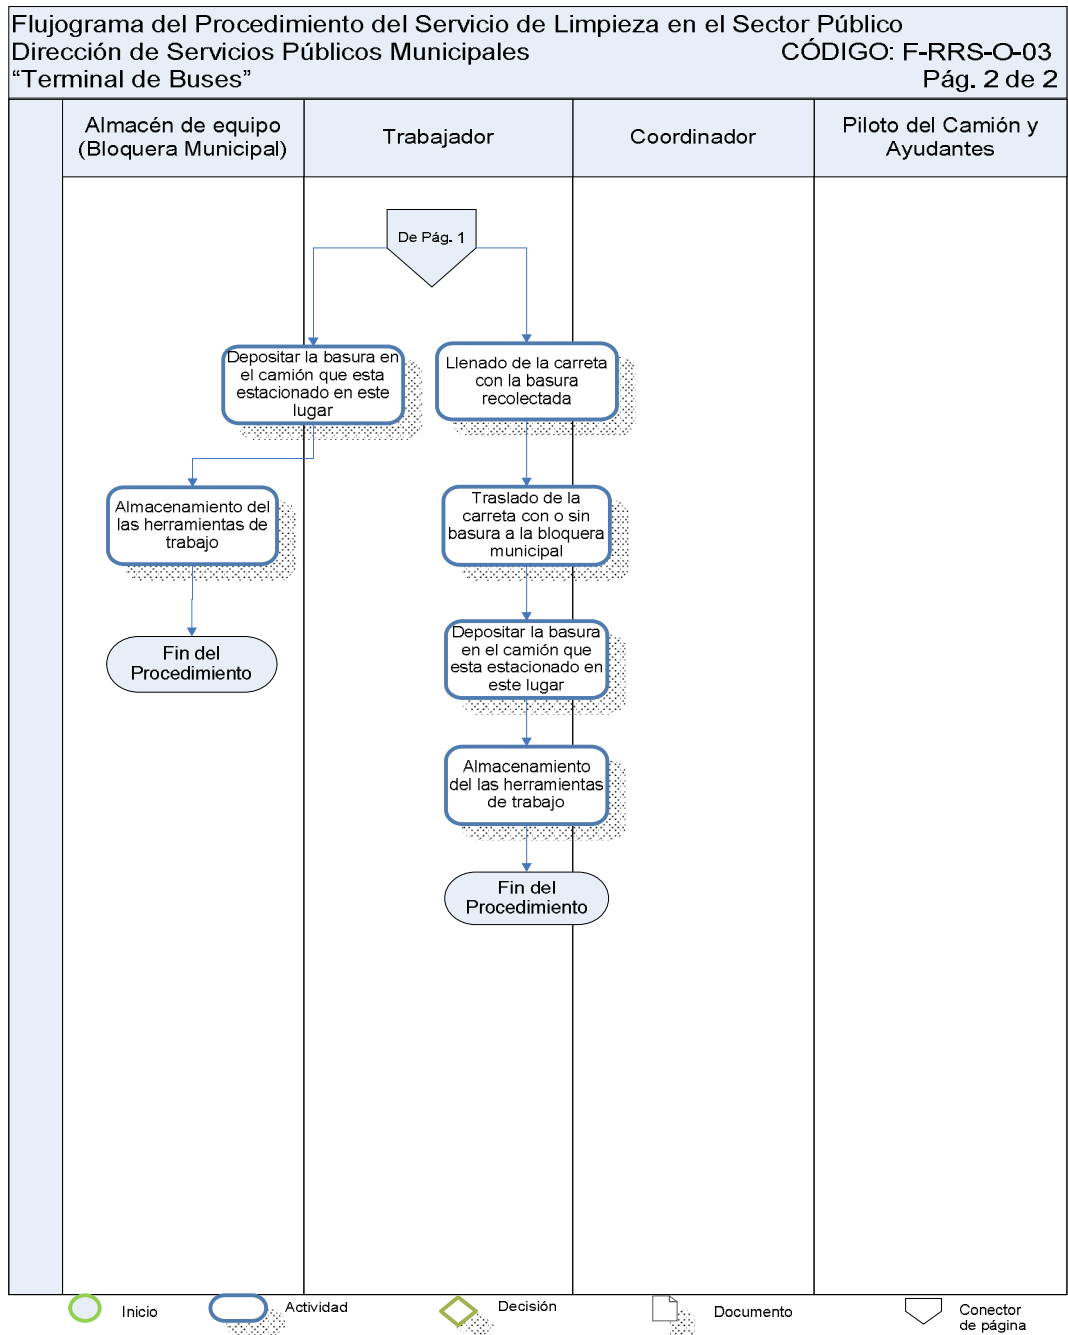 Flujograma del Procedimiento del Servicio de Limpieza en el Sector Público
Dirección de Servicios Públicos Municipales
CÓDIGO: F-RRS-O-03
“Terminal de Buses”
Pág. 2 de 2
Almacén de equipo
(Bloquera Municipal)
Trabajador
Coordinador
Piloto del Camión y
Ayudantes
De Pág. 1
Depositar la basura en
el camión que esta
estacionado en este
lugar
Llenado de la carreta
con la basura
recolectada
Almacenamiento del
las herramientas de
trabajo
Traslado de la
carreta con o sin
basura a la bloquera
municipal
Fin del
Procedimiento
Depositar la basura
en el camión que
esta estacionado en
este lugar
Almacenamiento
del las herramientas
de trabajo
Fin del
Procedimiento
Inicio
Actividad
Decisión
Documento
Conector
de página